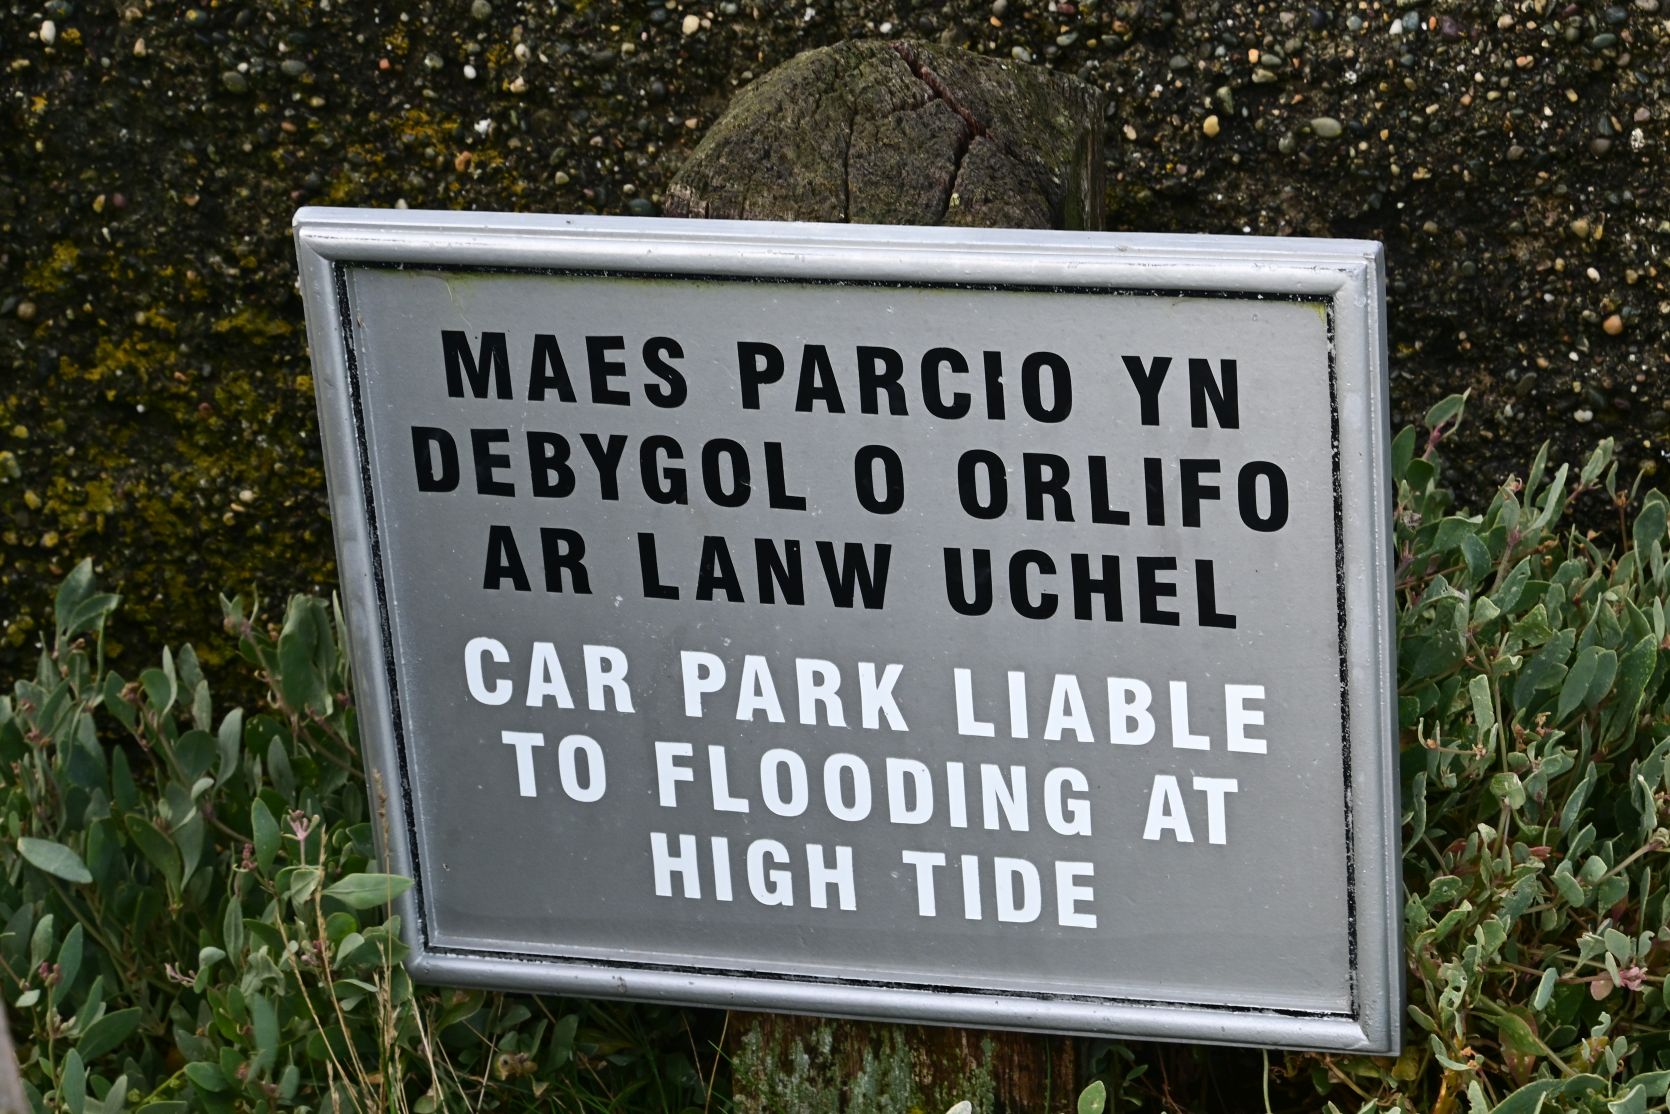 MAES PARCIO YN
DEBYGOL O ORLIFO
AR LANW UCHEL
CAR PARK LIABLE
TO FLOODING AT
HIGH TIDE